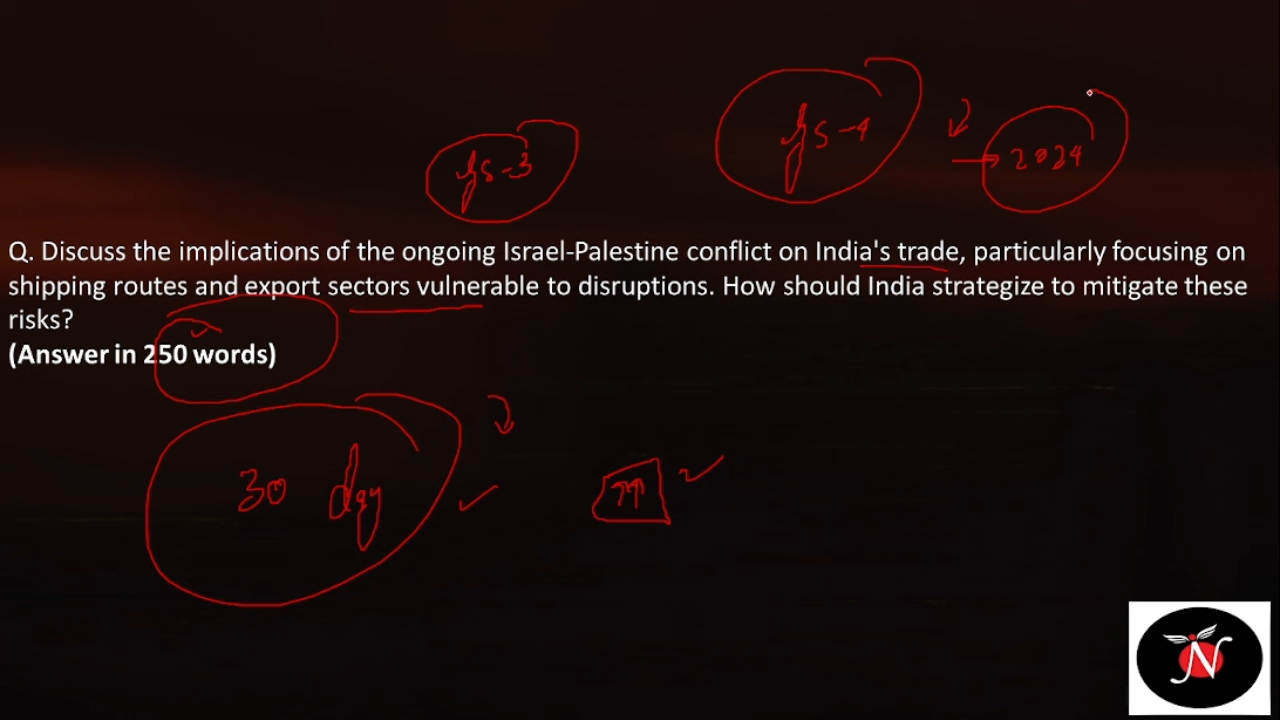 GS-4
2024
GS-3
Q. Discuss the implications of the ongoing Israel-Palestine conflict on India's trade, particularly focusing on
shipping routes and export sectors vulnerable to disruptions. How should India strategize to mitigate these
risks?
(Answer in 250 words)
30 day
N